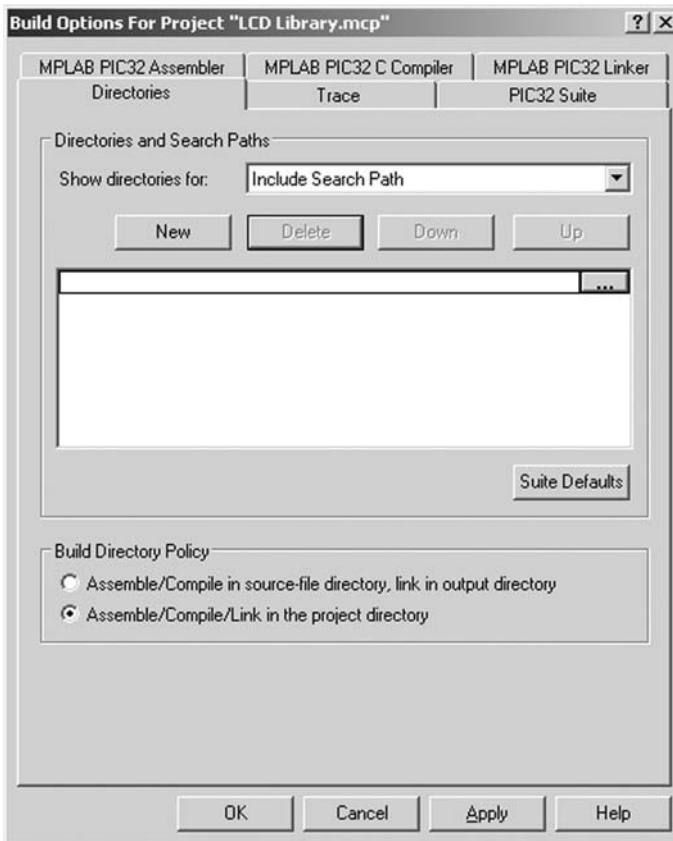 Build Options For Project "LCD Library.mcp"
MPLAB PIC32 Assembler MPLAB PIC32 C Compiler MPLAB PIC32 Linker
Directories Trace PIC32 Suite
Directories and Search Paths
Show directories for: Include Search Path
New Delete Down Up
...
Suite Defaults
Build Directory Policy
Assemble/Compile in source-file directory, link in output directory
Assemble/Compile/Link in the project directory
OK Cancel Apply Help